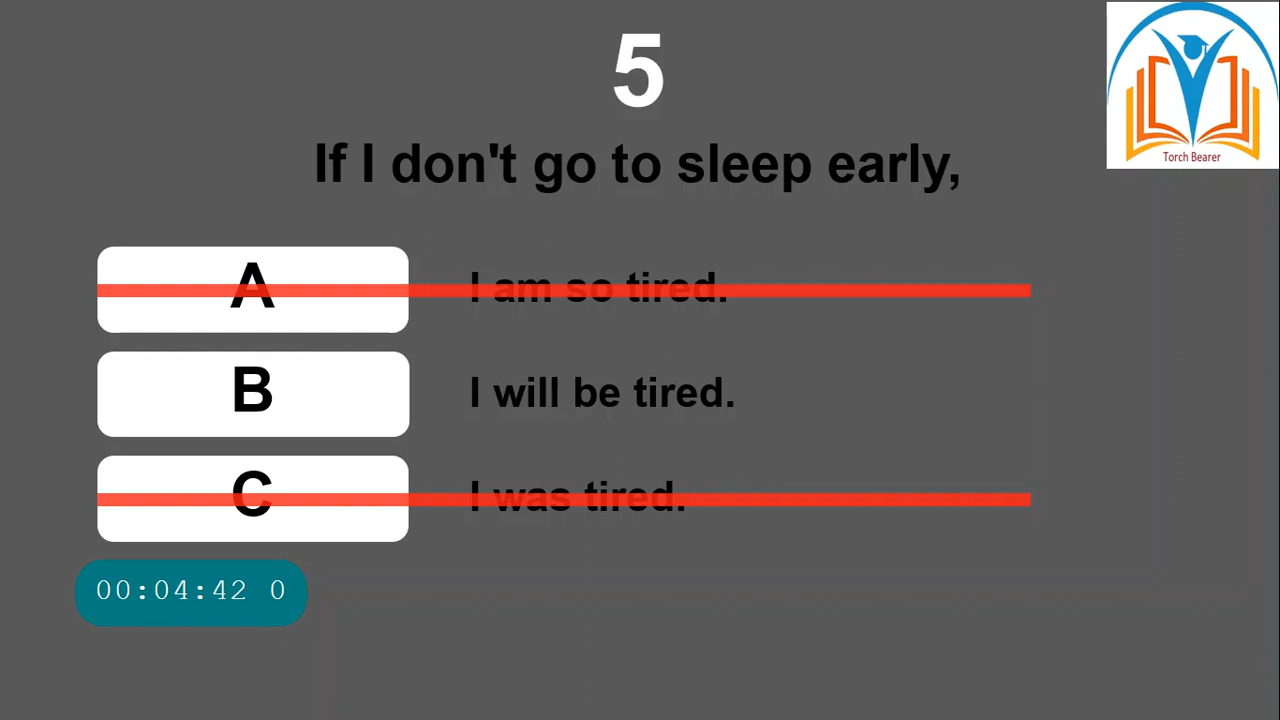 5
Torch Bearer
If I don't go to sleep early,
A I am so tired.
B I will be tired.
C I was tired.
00:04:42 0